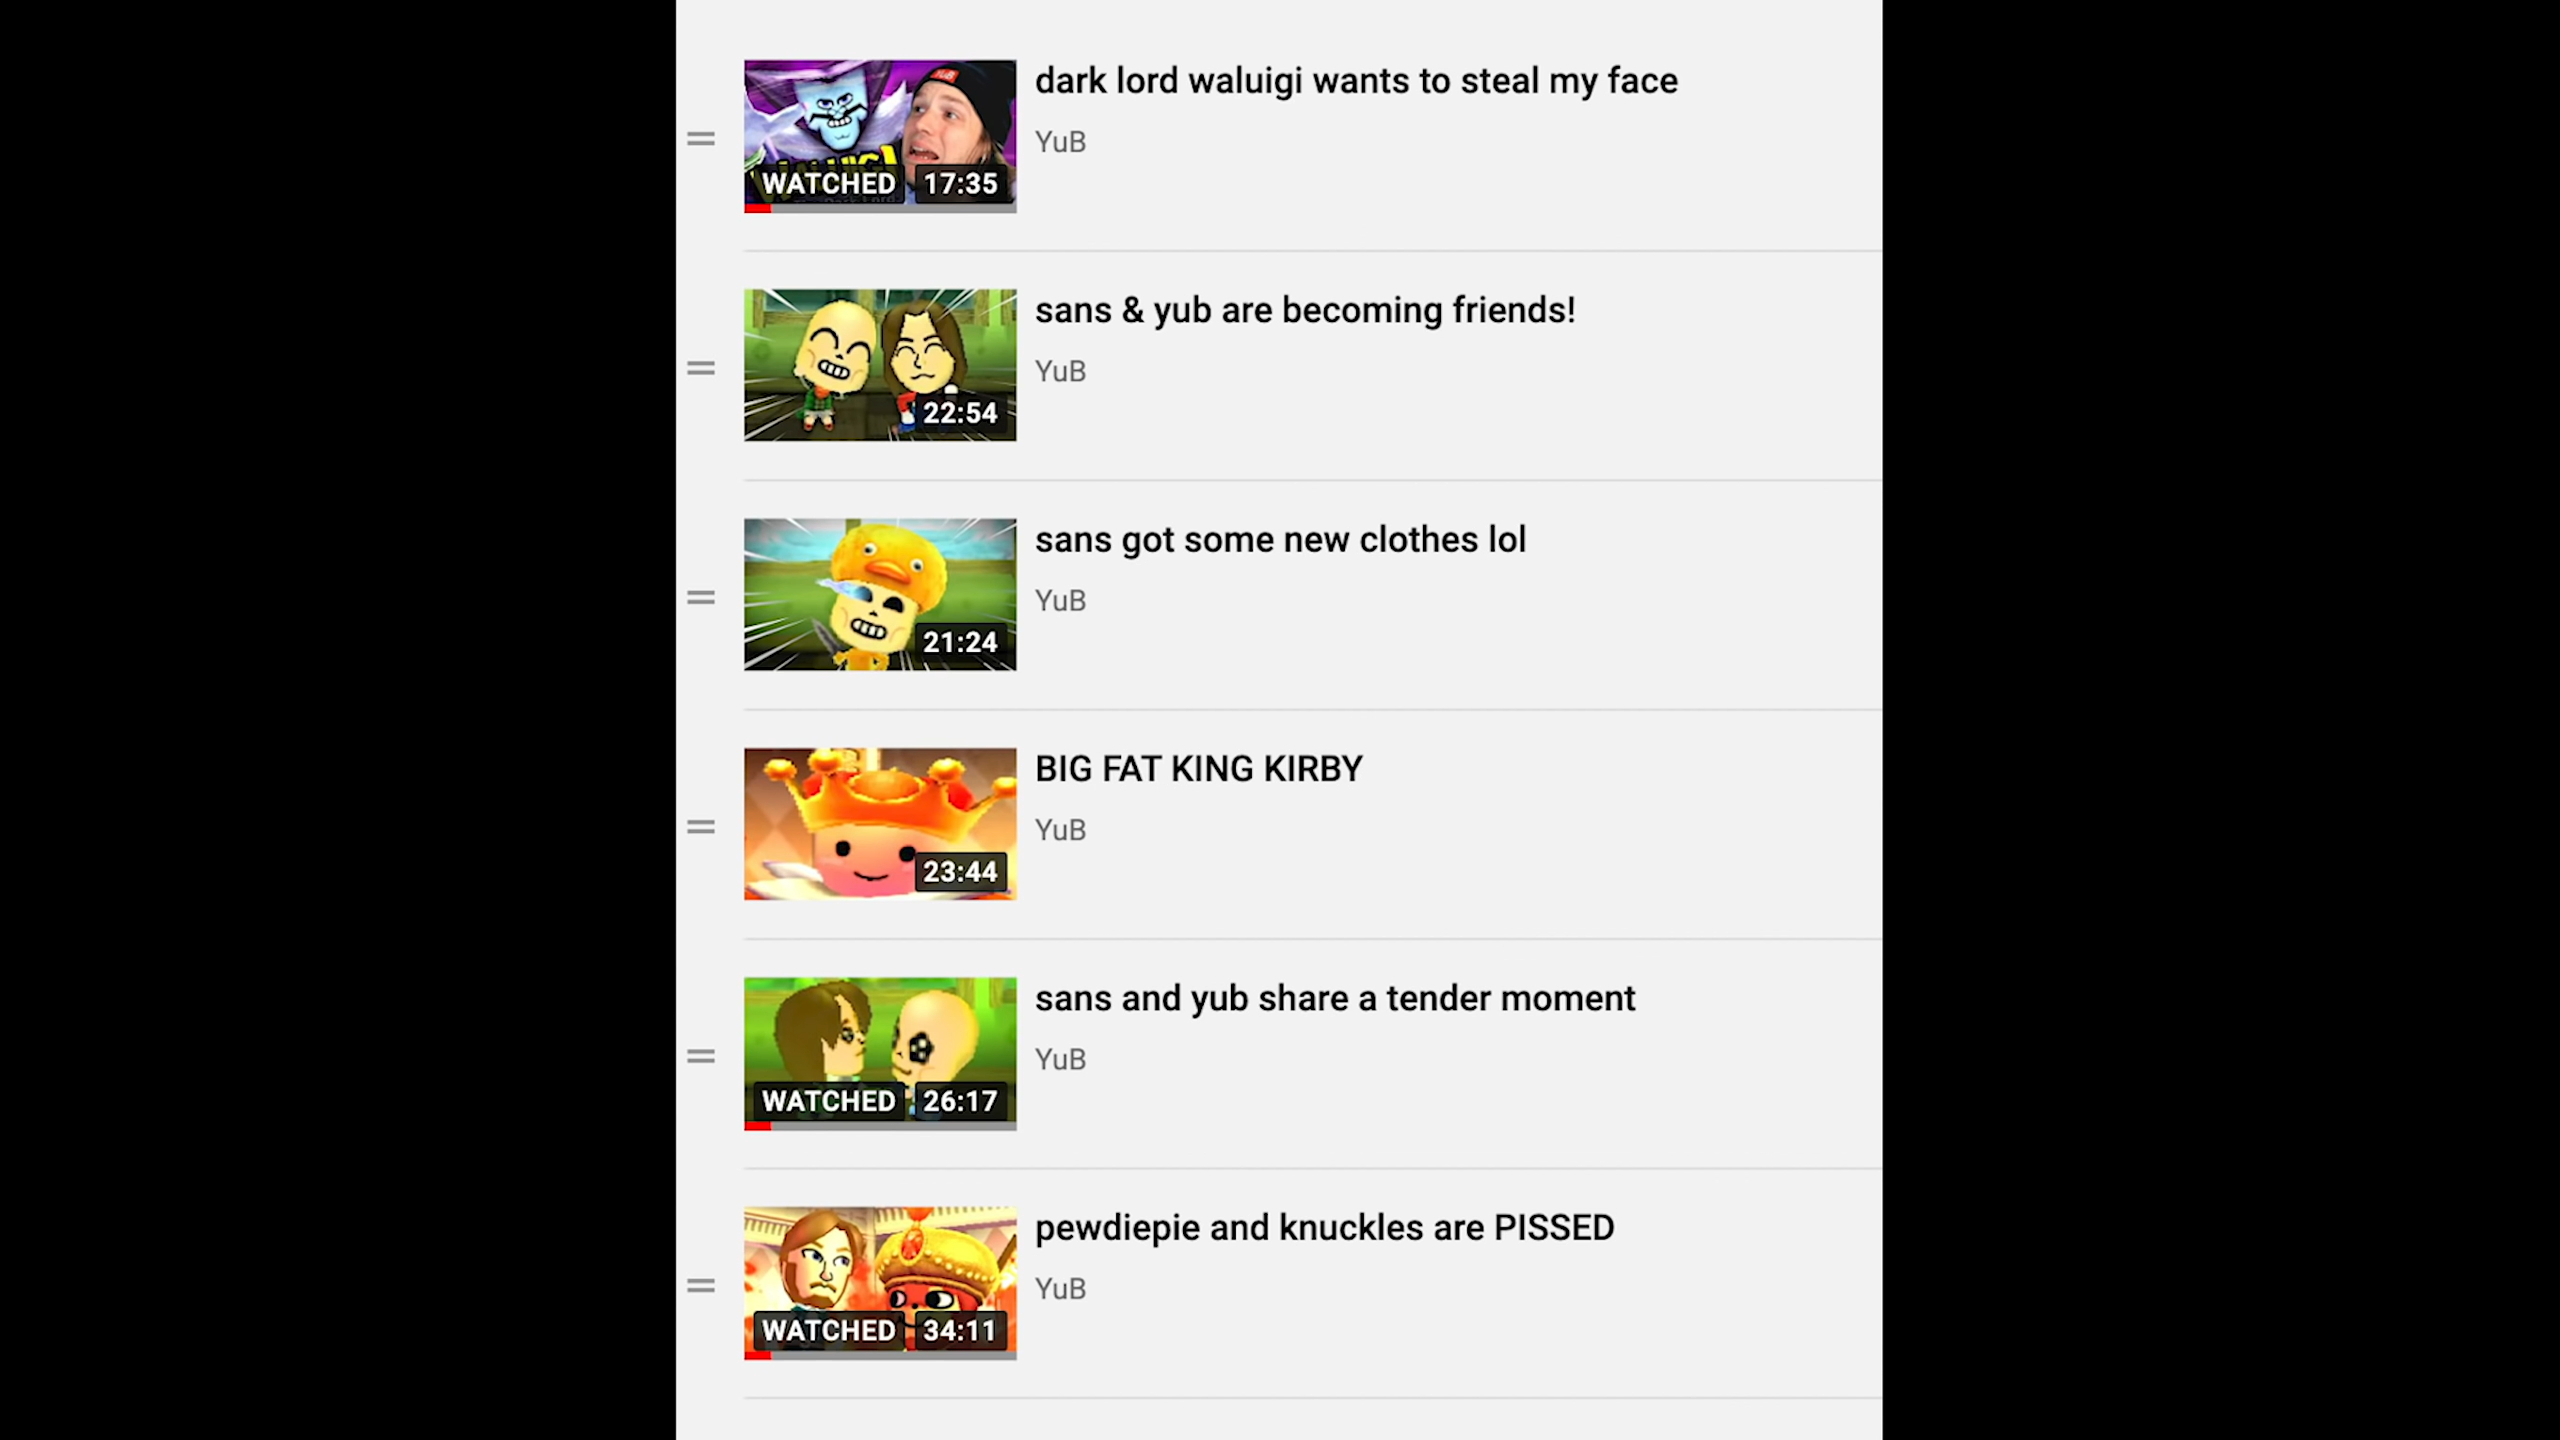 dark lord waluigi wants to steal my face
YuB
WATCHED 17:35
sans & yub are becoming friends!
YuB
22:54
sans got some new clothes lol
YuB
21:24
BIG FAT KING KIRBY
YuB
23:44
sans and yub share a tender moment
YuB
WATCHED 26:17
pewdiepie and knuckles are PISSED
YuB
WATCHED 34:11